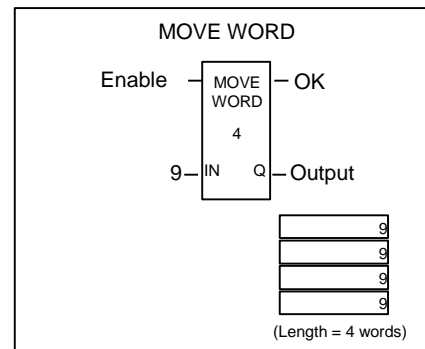 MOVE WORD
Enable
MOVE
WORD
4
OK
9 IN Q Output
9
9
9
9
(Length = 4 words)